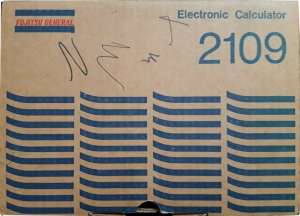 FUJITSU GENERAL
Electronic Calculator
2109